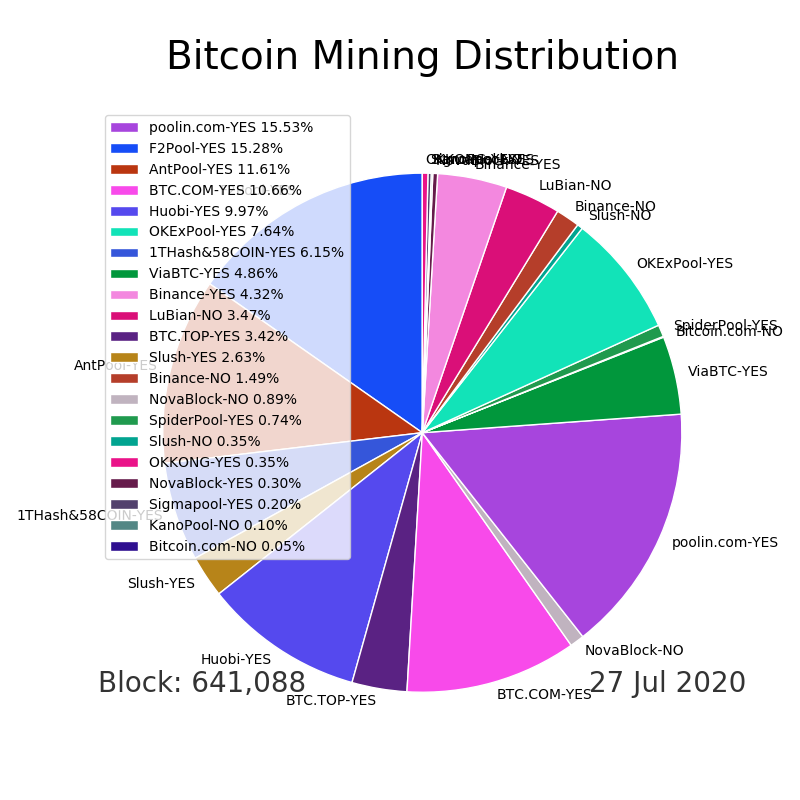 Bitcoin Mining Distribution
poolin.com-YES 15.53%
F2Pool-YES 15.28%
AntPool-YES 11.61%
BTC.COM-YES 10.66%
Huobi-YES 9.97%
OKExPool-YES 7.64%
1THash&58COIN-YES 6.15%
ViaBTC-YES 4.86%
Binance-YES 4.32%
LuBian-NO 3.47%
BTC.TOP-YES 3.42%
Slush-YES 2.63%
Binance-NO 1.49%
NovaBlock-NO 0.89%
SpiderPool-YES 0.74%
Slush-NO 0.35%
OKKONG-YES 0.35%
NovaBlock-YES 0.30%
Sigmapool-YES 0.20%
KanoPool-NO 0.10%
Bitcoin.com-NO 0.05%
Binance-YES
LuBian-NO
Binance-NO
Slush-NO
OKExPool-YES
SpiderPool-YES
Bitcoin.com-NO
ViaBTC-YES
poolin.com-YES
NovaBlock-NO
BTC.COM-YES
BTC.TOP-YES
Huobi-YES
Slush-YES
1THash&58COIN-YES
AntPool-YES
Block: 641,088
27 Jul 2020